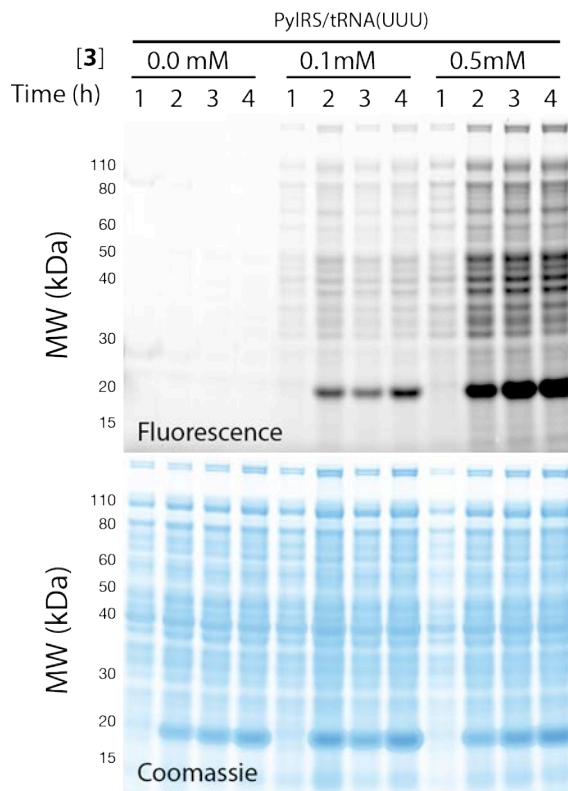 PylRS/tRNA(UUU)
[3] 0.0 mM 0.1mM 0.5mM
Time (h) 1 2 3 4 1 2 3 4 1 2 3 4
110
80
60
50
40
30
20
15
MW (kDa)
Fluorescence
110
80
60
50
40
30
20
15
MW (kDa)
Coomassie